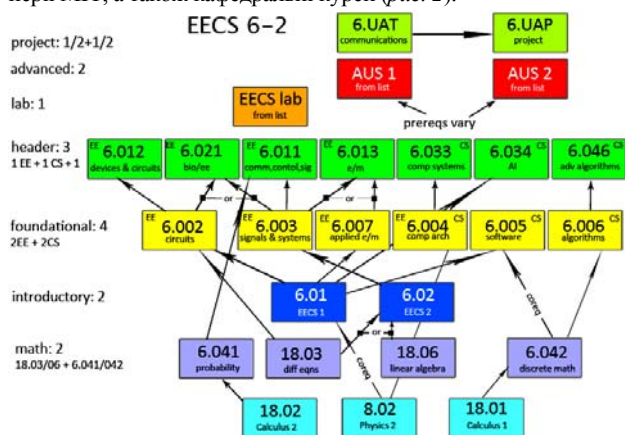 перй МІТ, а також кафедральні курси (рис. 2).
EECS 6-2
6.UAT
communications
6.UAP
project
project: 1/2+1/2
advanced: 2
AUS 1
from list
AUS 2
from list
lab: 1
EECS lab
from list
prereqs vary
header: 3
1 EE + 1 CS + 1
EE
6.012
devices & circuits
EE
6.021
bio/ee
EE
6.011
comm,contol,sig
EE
6.013
e/m
6.033
CS
comp systems
6.034
CS
AI
6.046
CS
adv algorithms
or
or
foundational: 4
2EE + 2CS
EE
6.002
circuits
EE
6.003
signals & systems
EE
6.007
applied e/m
EE
6.004
CS
comp arch
6.005
CS
software
6.006
CS
algorithms
introductory: 2
6.01
EECS 1
6.02
EECS 2
coreq
or
coreq
math: 2
18.03/06 + 6.041/042
6.041
probability
18.03
diff eqns
18.06
linear algebra
6.042
discrete math
18.02
Calculus 2
8.02
Physics 2
18.01
Calculus 1